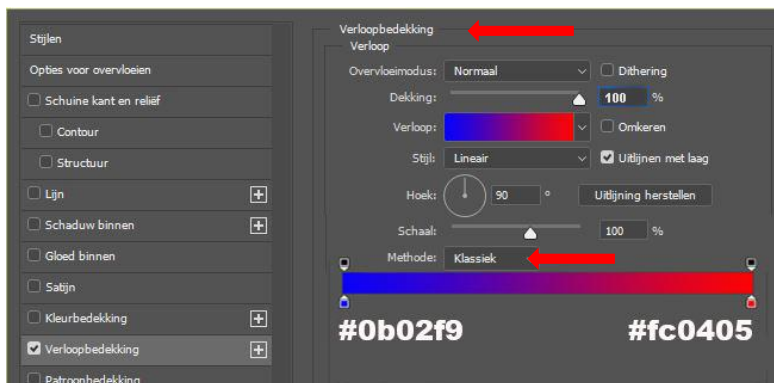 Stijlen
Opties voor overvloeien
Schuine kant en reliëf
Contour
Structuur
Lijn
Schaduw binnen
Gloed binnen
Satijn
Kleurbedekking
Verloopbedekking
Patroonbedekking
Verloopbedekking
Verloop
Overvloeimodus: Normaal Dithering
Dekking: 100 %
Verloop: Omkeren
Stijl: Lineair Uitlijnen met laag
Hoek: 90 ° Uitlijning herstellen
Schaal: 100 %
Methode: Klassiek
#0b02f9 #fc0405